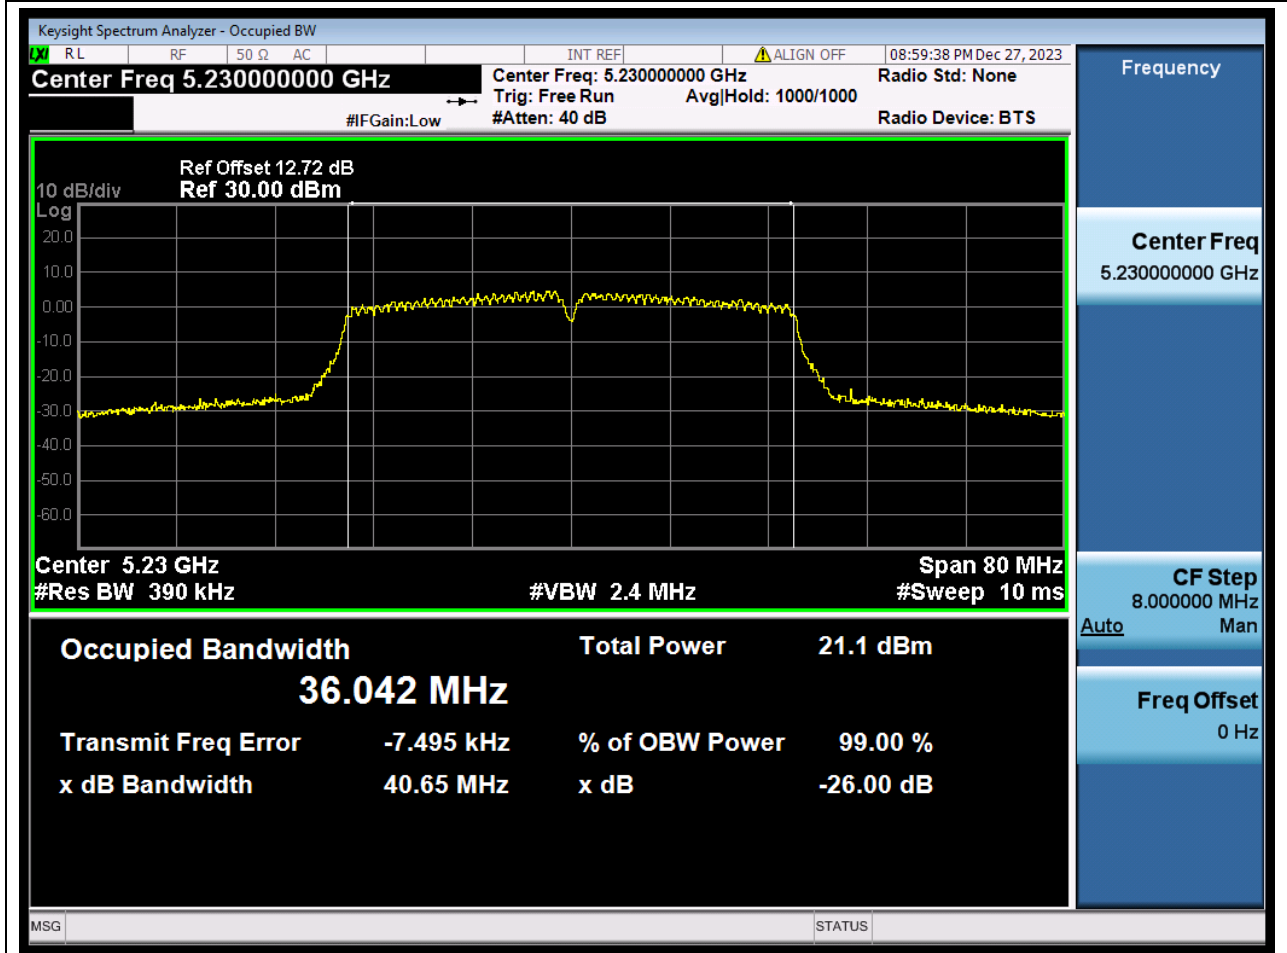 Keysight Spectrum Analyzer - Occupied BW
LXI RL RF 50 Ω AC INT REF ALIGN OFF 08:59:38 PM Dec 27, 2023
Center Freq 5.230000000 GHz
Center Freq: 5.230000000 GHz
Radio Std: None
Trig: Free Run Avg|Hold: 1000/1000
#IFGain:Low
#Atten: 40 dB
Radio Device: BTS
Ref Offset 12.72 dB
10 dB/div Ref 30.00 dBm
Log
20.0
10.0
0.00
-10.0
-20.0
-30.0
-40.0
-50.0
-60.0
Center 5.23 GHz Span 80 MHz
#Res BW 390 kHz #VBW 2.4 MHz #Sweep 10 ms
Occupied Bandwidth
36.042 MHz
Total Power 21.1 dBm
Transmit Freq Error -7.495 kHz % of OBW Power 99.00 %
x dB Bandwidth 40.65 MHz x dB -26.00 dB
Frequency
Center Freq
5.230000000 GHz
CF Step
8.000000 MHz
Auto Man
Freq Offset
0 Hz
MSG STATUS